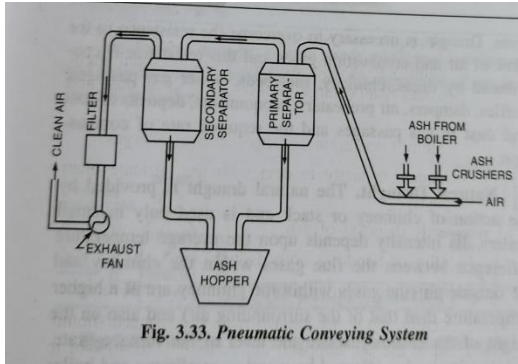 CLEAN AIR
FILTER
SECONDARY
SEPARATOR
PRIMARY
SEPARA-
TOR
ASH FROM
BOILER
ASH
CRUSHERS
AIR
EXHAUST
FAN
ASH
HOPPER
Fig. 3.33. Pneumatic Conveying System